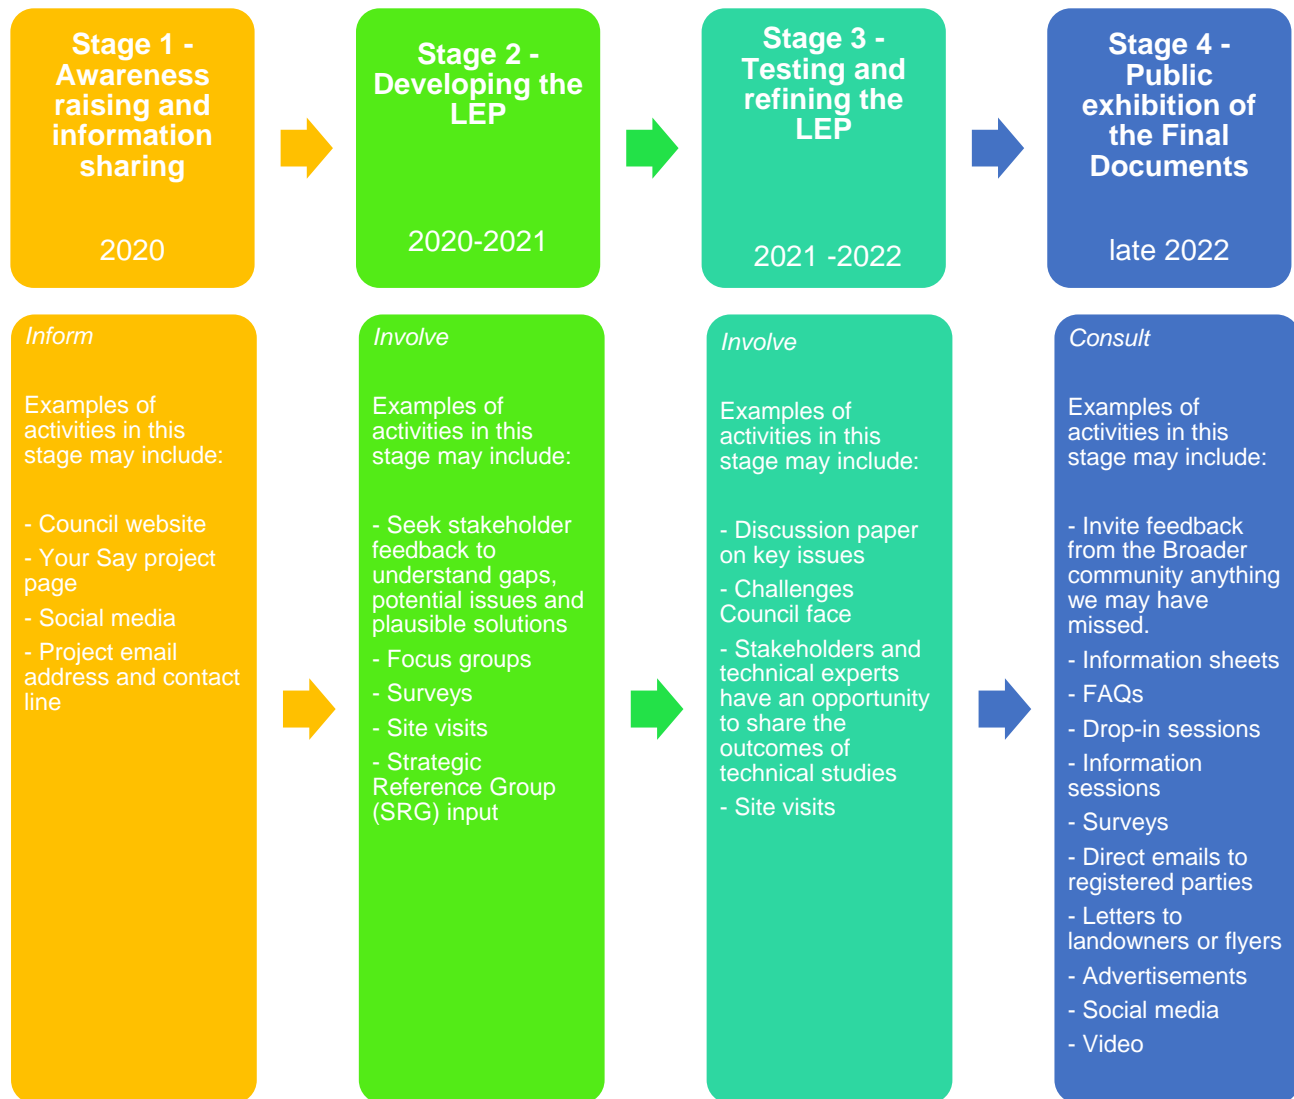 Stage 1 -
Awareness
raising and
information
sharing
2020
Stage 2 -
Developing the
LEP
2020-2021
Stage 3 -
Testing and
refining the
LEP
2021 -2022
Stage 4 -
Public
exhibition of
the Final
Documents
late 2022
Inform
Examples of
activities in this
stage may include:
- Council website
- Your Say project
page
- Social media
- Project email
address and contact
line
Involve
Examples of
activities in this
stage may include:
- Seek stakeholder
feedback to
understand gaps,
potential issues and
plausible solutions
- Focus groups
- Surveys
- Site visits
- Strategic
Reference Group
(SRG) input
Involve
Examples of
activities in this
stage may include:
- Discussion paper
on key issues
- Challenges
Council face
- Stakeholders and
technical experts
have an opportunity
to share the
outcomes of
technical studies
- Site visits
Consult
Examples of
activities in this
stage may include:
- Invite feedback
from the Broader
community anything
we may have
missed.
- Information sheets
- FAQs
- Drop-in sessions
- Information
sessions
- Surveys
- Direct emails to
registered parties
- Letters to
landowners or flyers
- Advertisements
- Social media
- Video